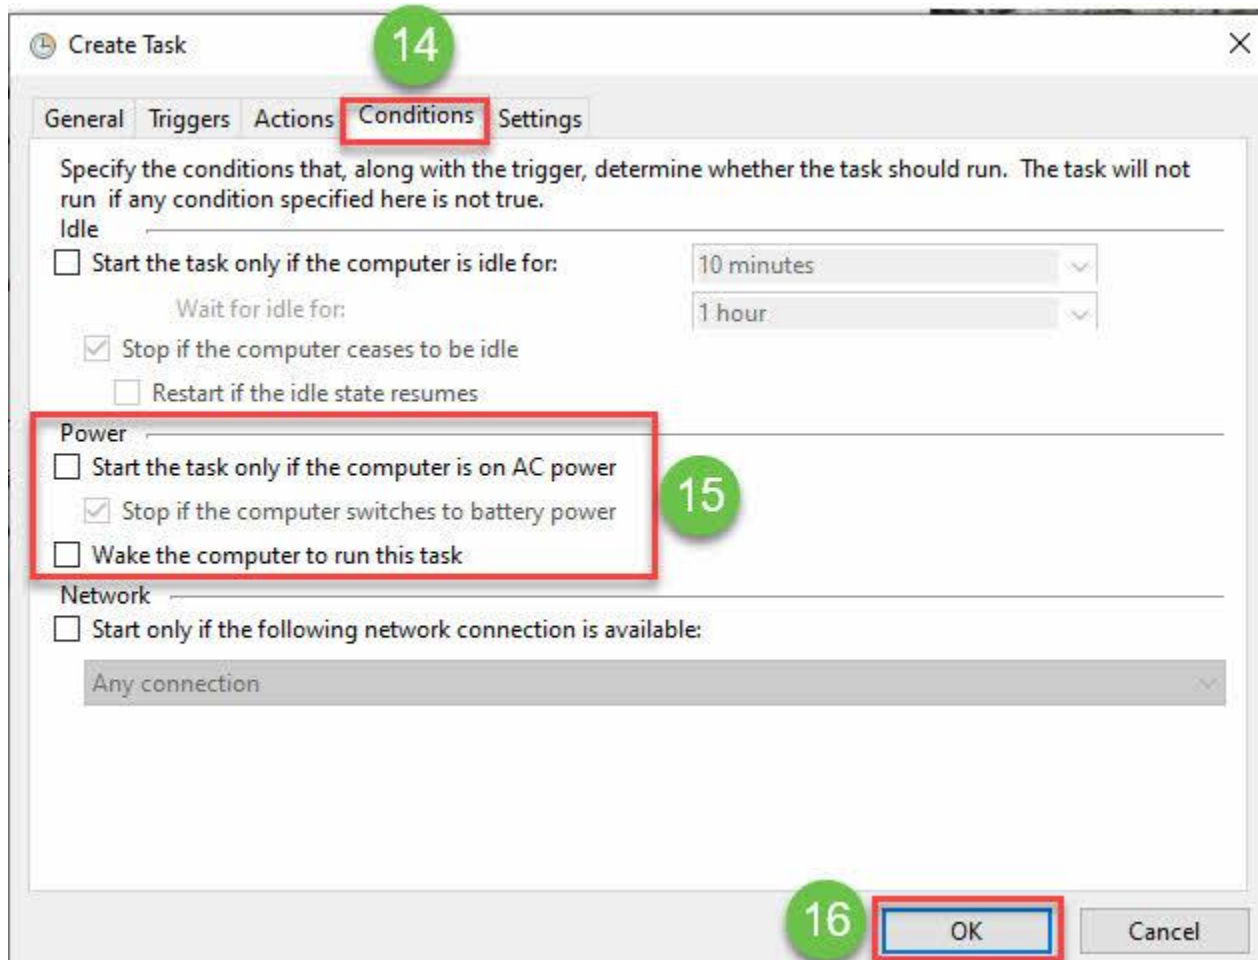 Create Task
14
General Triggers Actions Conditions Settings
Specify the conditions that, along with the trigger, determine whether the task should run.  The task will not
run  if any condition specified here is not true.
Idle
Start the task only if the computer is idle for: 10 minutes
Wait for idle for: 1 hour
Stop if the computer ceases to be idle
Restart if the idle state resumes
Power
Start the task only if the computer is on AC power
15
Stop if the computer switches to battery power
Wake the computer to run this task
Network
Start only if the following network connection is available:
Any connection
16
OK Cancel